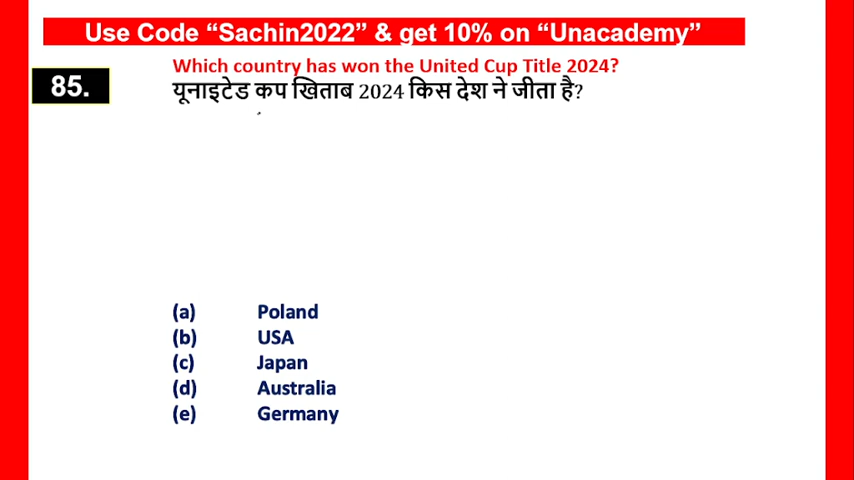 Use Code “Sachin2022” & get 10% on “Unacademy”
85.
Which country has won the United Cup Title 2024?
यूनाइटेड कप खिताब 2024 किस देश ने जीता है?
(a) Poland
(b) USA
(c) Japan
(d) Australia
(e) Germany